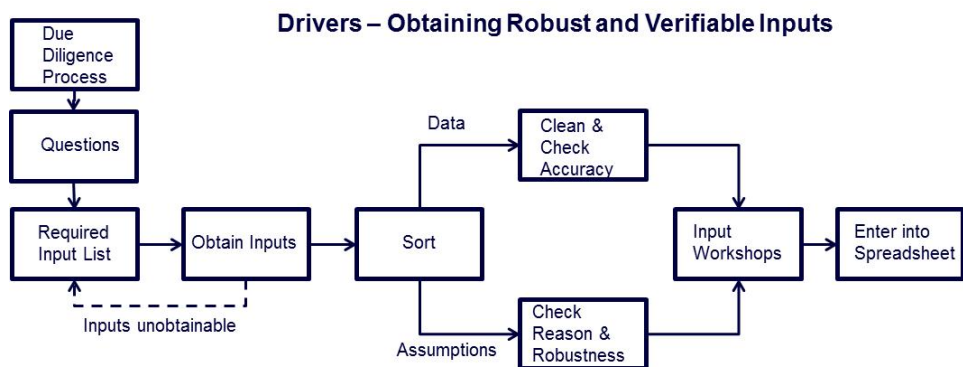 Drivers – Obtaining Robust and Verifiable Inputs
Due
Diligence
Process
Questions
Required
Input List
Obtain Inputs
Inputs unobtainable
Sort
Data
Clean &
Check
Accuracy
Assumptions
Check
Reason &
Robustness
Input
Workshops
Enter into
Spreadsheet